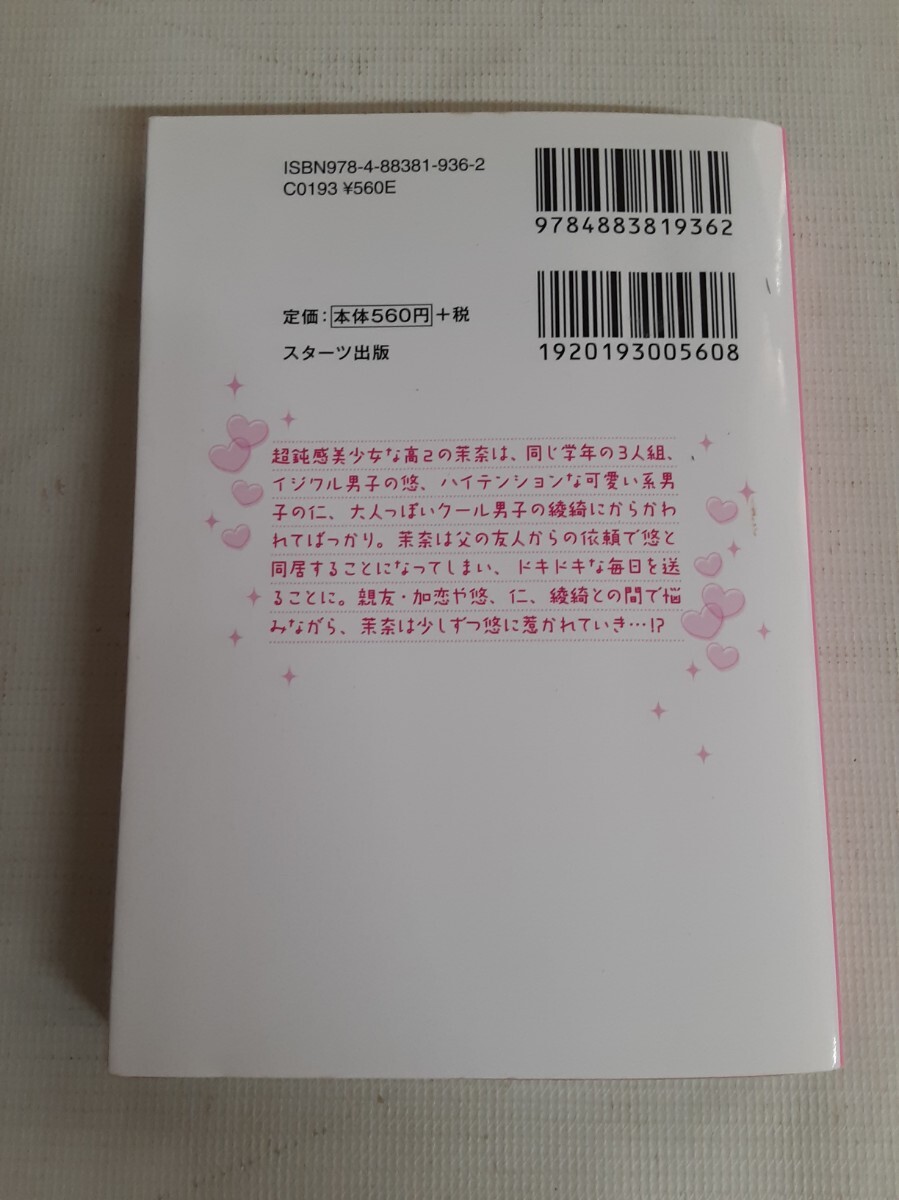 ISBN978-4-88381-936-2
C0193 ¥560E
9784883819362
定価：本体560円＋税
スターツ出版
1920193005608
超鈍感美少女な高2の茉奈は、同じ学年の3人組、
イジワル男子の悠、ハイテンションな可愛い系男
子の仁、大人っぽいクール男子の綾綺にからかわ
れてばっかり。茉奈は父の友人からの依頼で悠と
同居することになってしまい、ドキドキな毎日を送
ることに。親友・加恋や悠、仁、綾綺との間で悩
みながら、茉奈は少しずつ悠に惹かれていき…!?